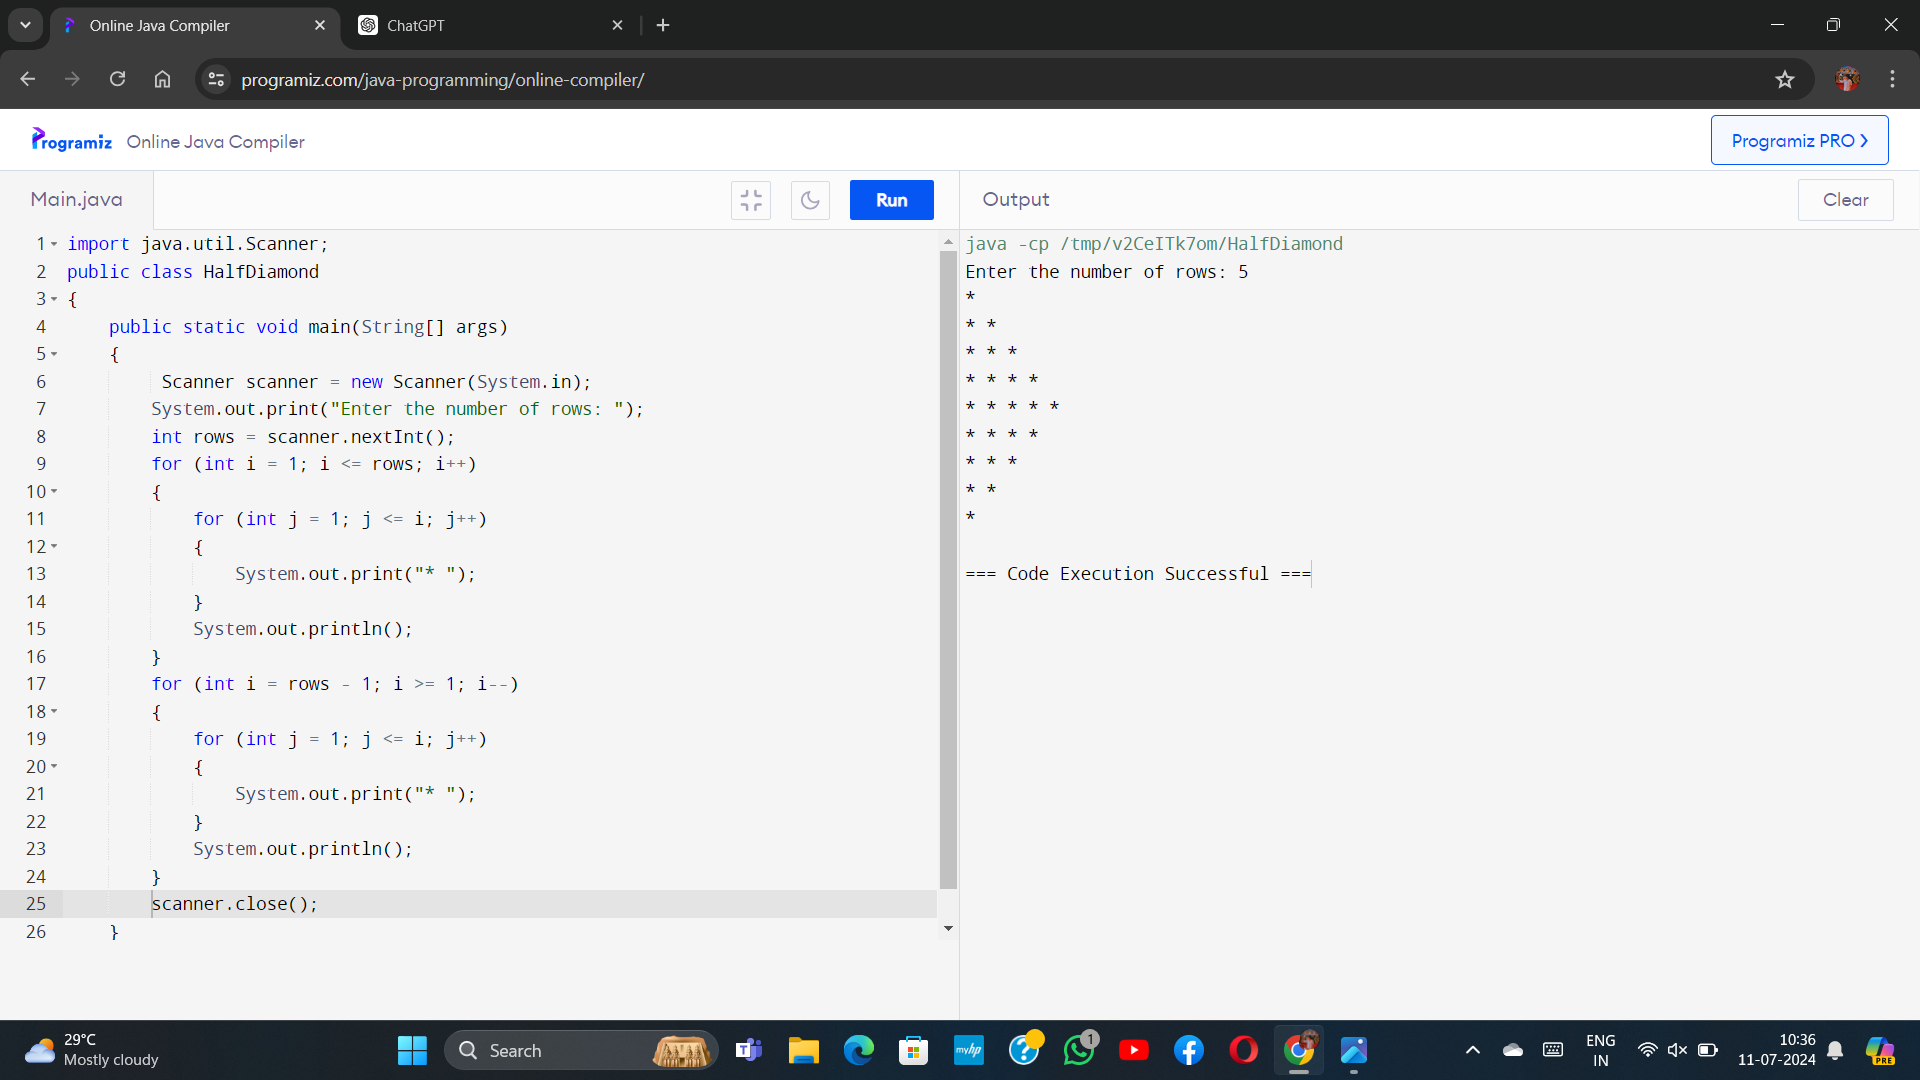 Online Java Compiler
ChatGPT
programiz.com/java-programming/online-compiler/
Programiz Online Java Compiler
Programiz PRO
Main.java
Run
Output
Clear
1 import java.util.Scanner;
2 public class HalfDiamond
3 {
4     public static void main(String[] args)
5     {
6          Scanner scanner = new Scanner(System.in);
7         System.out.print("Enter the number of rows: ");
8         int rows = scanner.nextInt();
9         for (int i = 1; i <= rows; i++)
10         {
11             for (int j = 1; j <= i; j++)
12             {
13                 System.out.print("* ");
14             }
15             System.out.println();
16         }
17         for (int i = rows - 1; i >= 1; i--)
18         {
19             for (int j = 1; j <= i; j++)
20             {
21                 System.out.print("* ");
22             }
23             System.out.println();
24         }
25         scanner.close();
26     }
java -cp /tmp/v2CeITk7om/HalfDiamond
Enter the number of rows: 5
*
* *
* * *
* * * *
* * * * *
* * * *
* * *
* *
*
=== Code Execution Successful ===
29°C
Mostly cloudy
Search
myhp
1
ENG
IN
10:36
11-07-2024
PRE